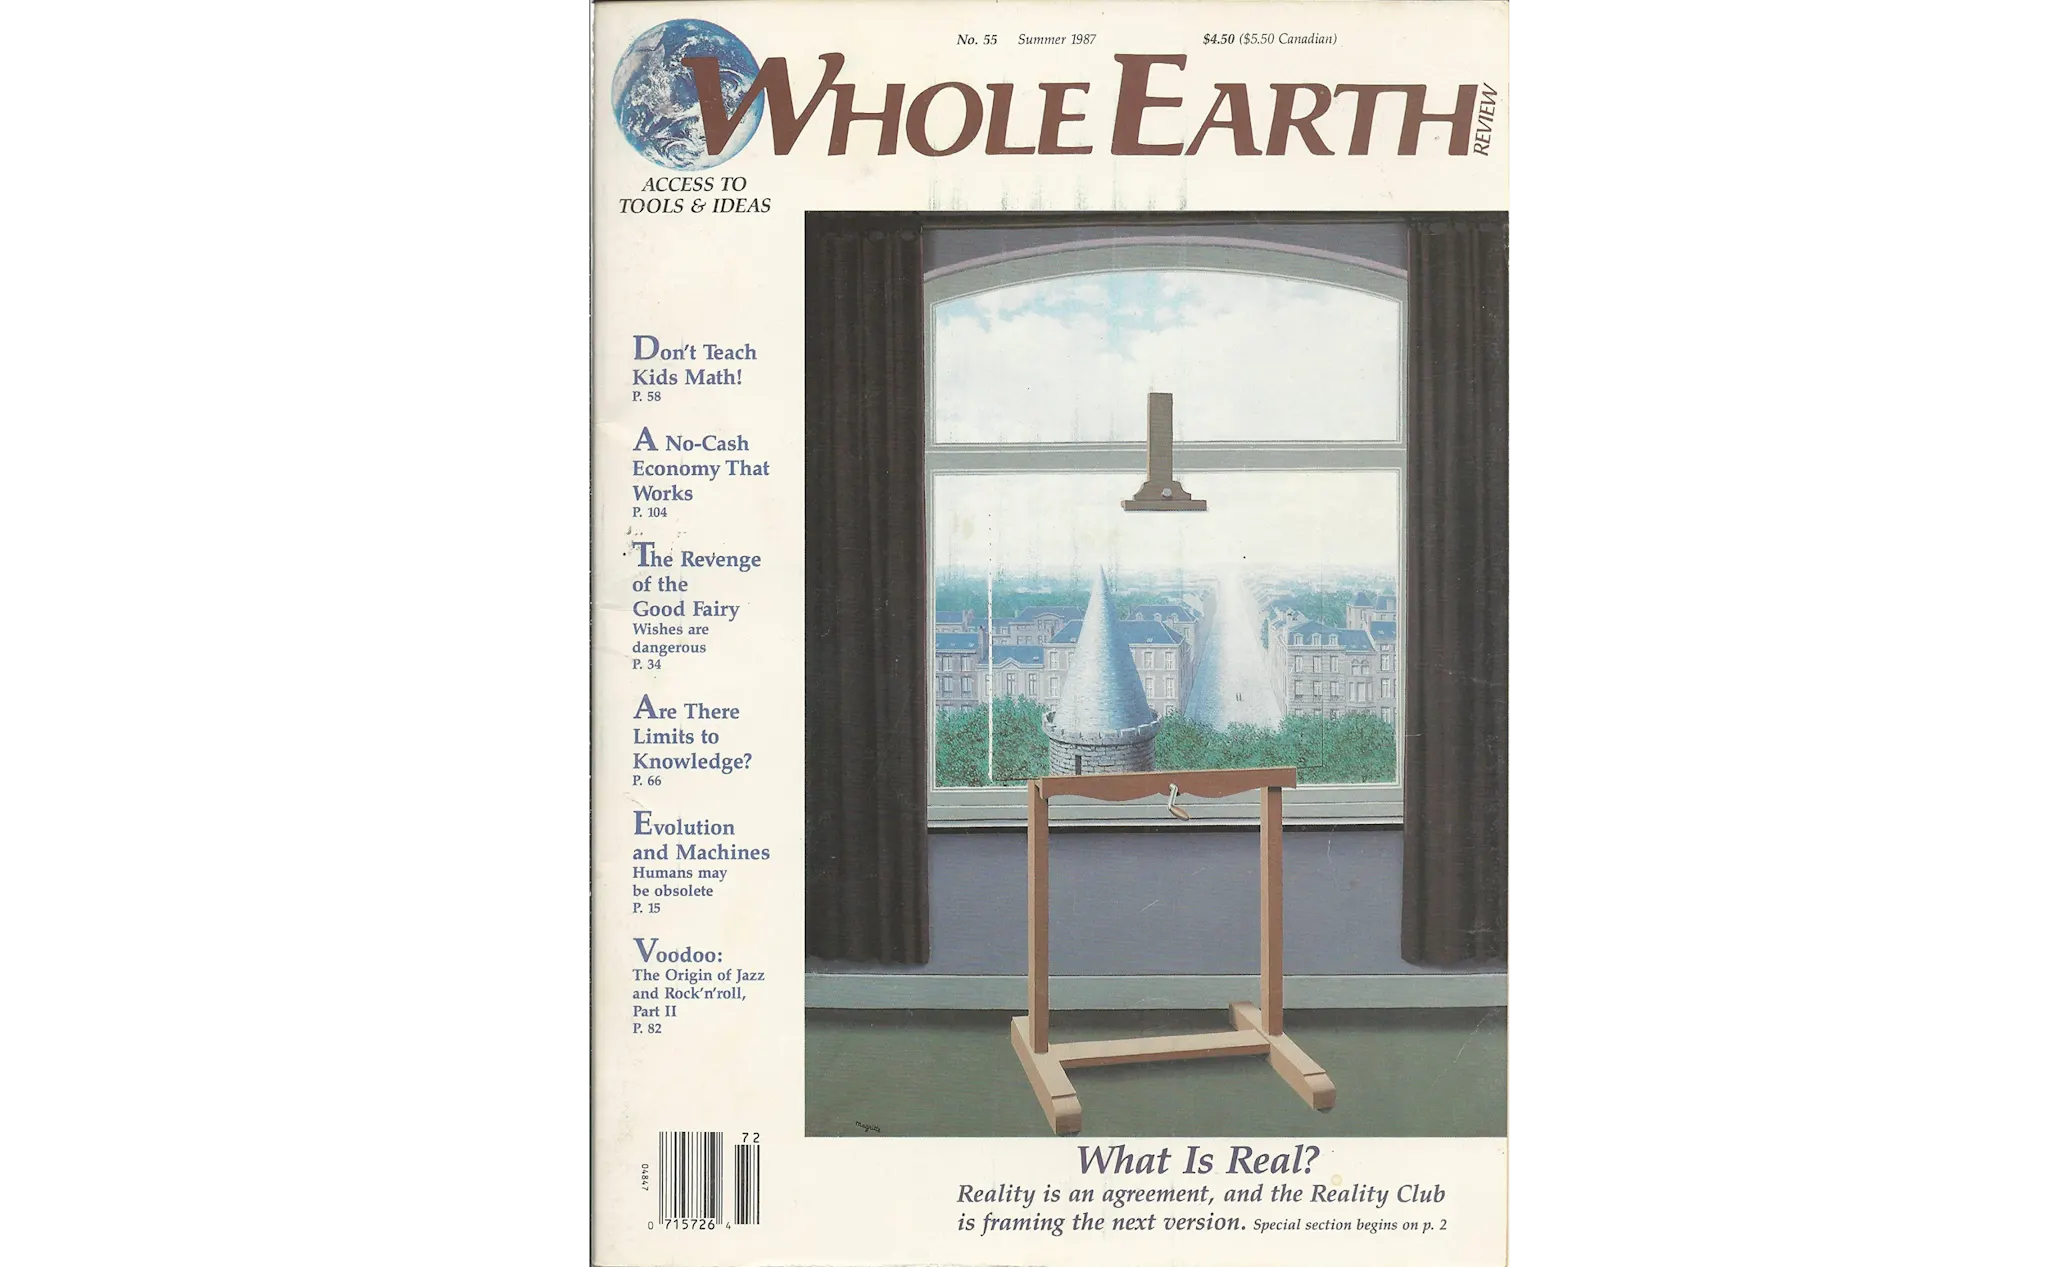 No. 55 Summer 1987 $4.50 ($5.50 Canadian)
WHOLE EARTH
REVIEW
ACCESS TO
TOOLS & IDEAS
Don't Teach
Kids Math!
P. 58
A No-Cash
Economy That
Works
P. 104
The Revenge
of the
Good Fairy
Wishes are
dangerous
P. 34
Are There
Limits to
Knowledge?
P. 66
Evolution
and Machines
Humans may
be obsolete
P. 15
Voodoo:
The Origin of Jazz
and Rock'n'roll,
Part II
P. 82
magritte
72
04847
0 715726 4
What Is Real?
Reality is an agreement, and the Reality Club
is framing the next version. Special section begins on p. 2